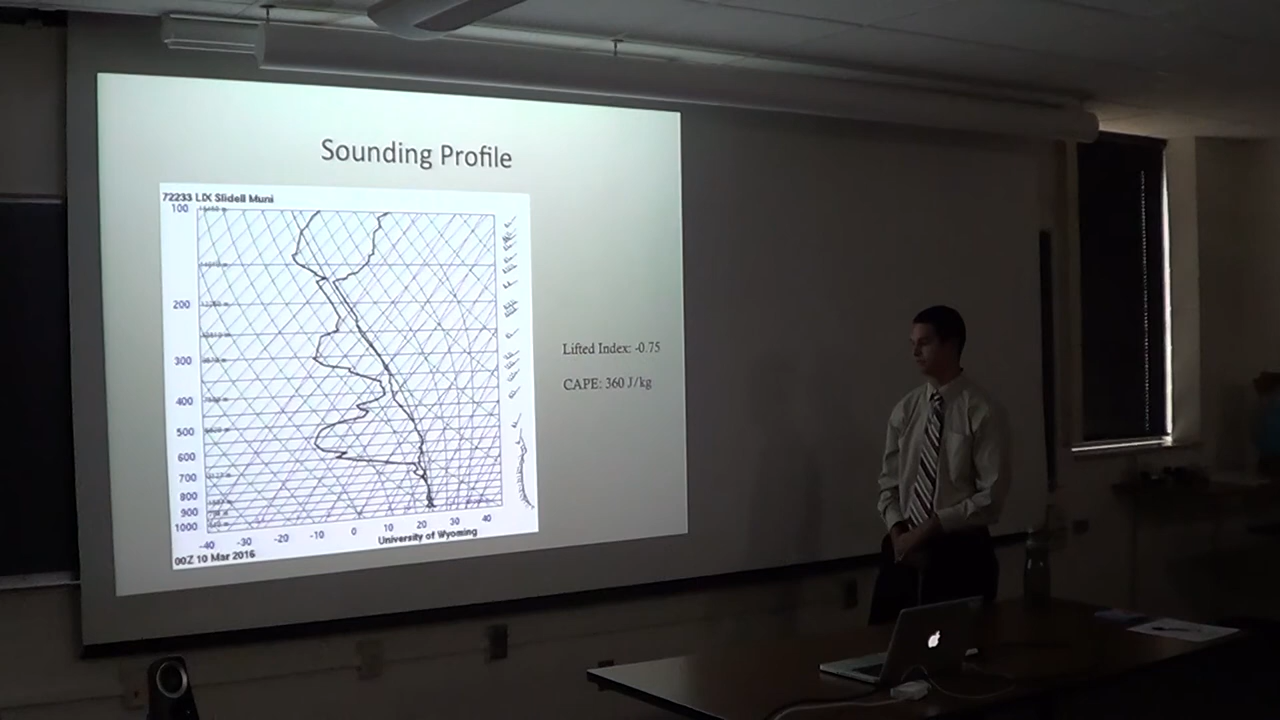 Sounding Profile
72233 LIX Slidell Muni
100
200
300
400
500
600
700
800
900
1000
-40 -30 -20 -10 0 10 20 30 40
00Z 10 Mar 2016
University of Wyoming
Lifted Index: -0.75
CAPE: 360 J/kg